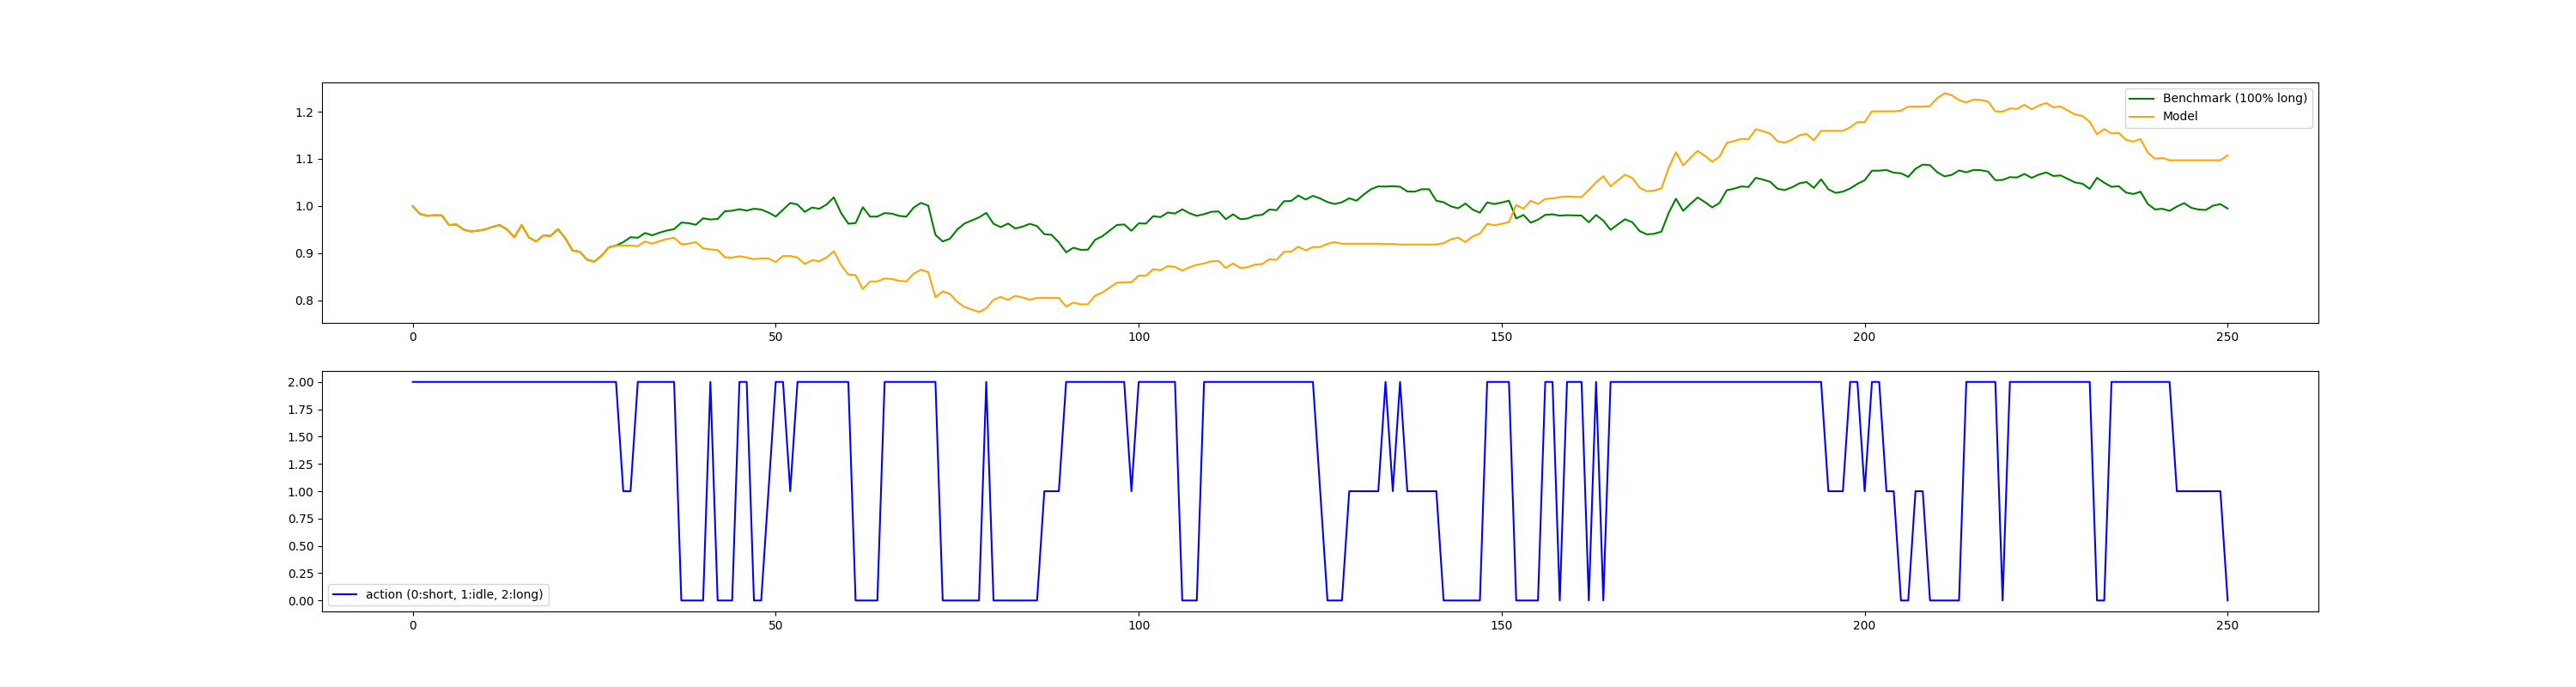 1.2
1.1
1.0
0.9
0.8
Benchmark (100% long)
Model
0 50 100 150 200 250
2.00
1.75
1.50
1.25
1.00
0.75
0.50
0.25
0.00
action (0:short, 1:idle, 2:long)
0 50 100 150 200 250